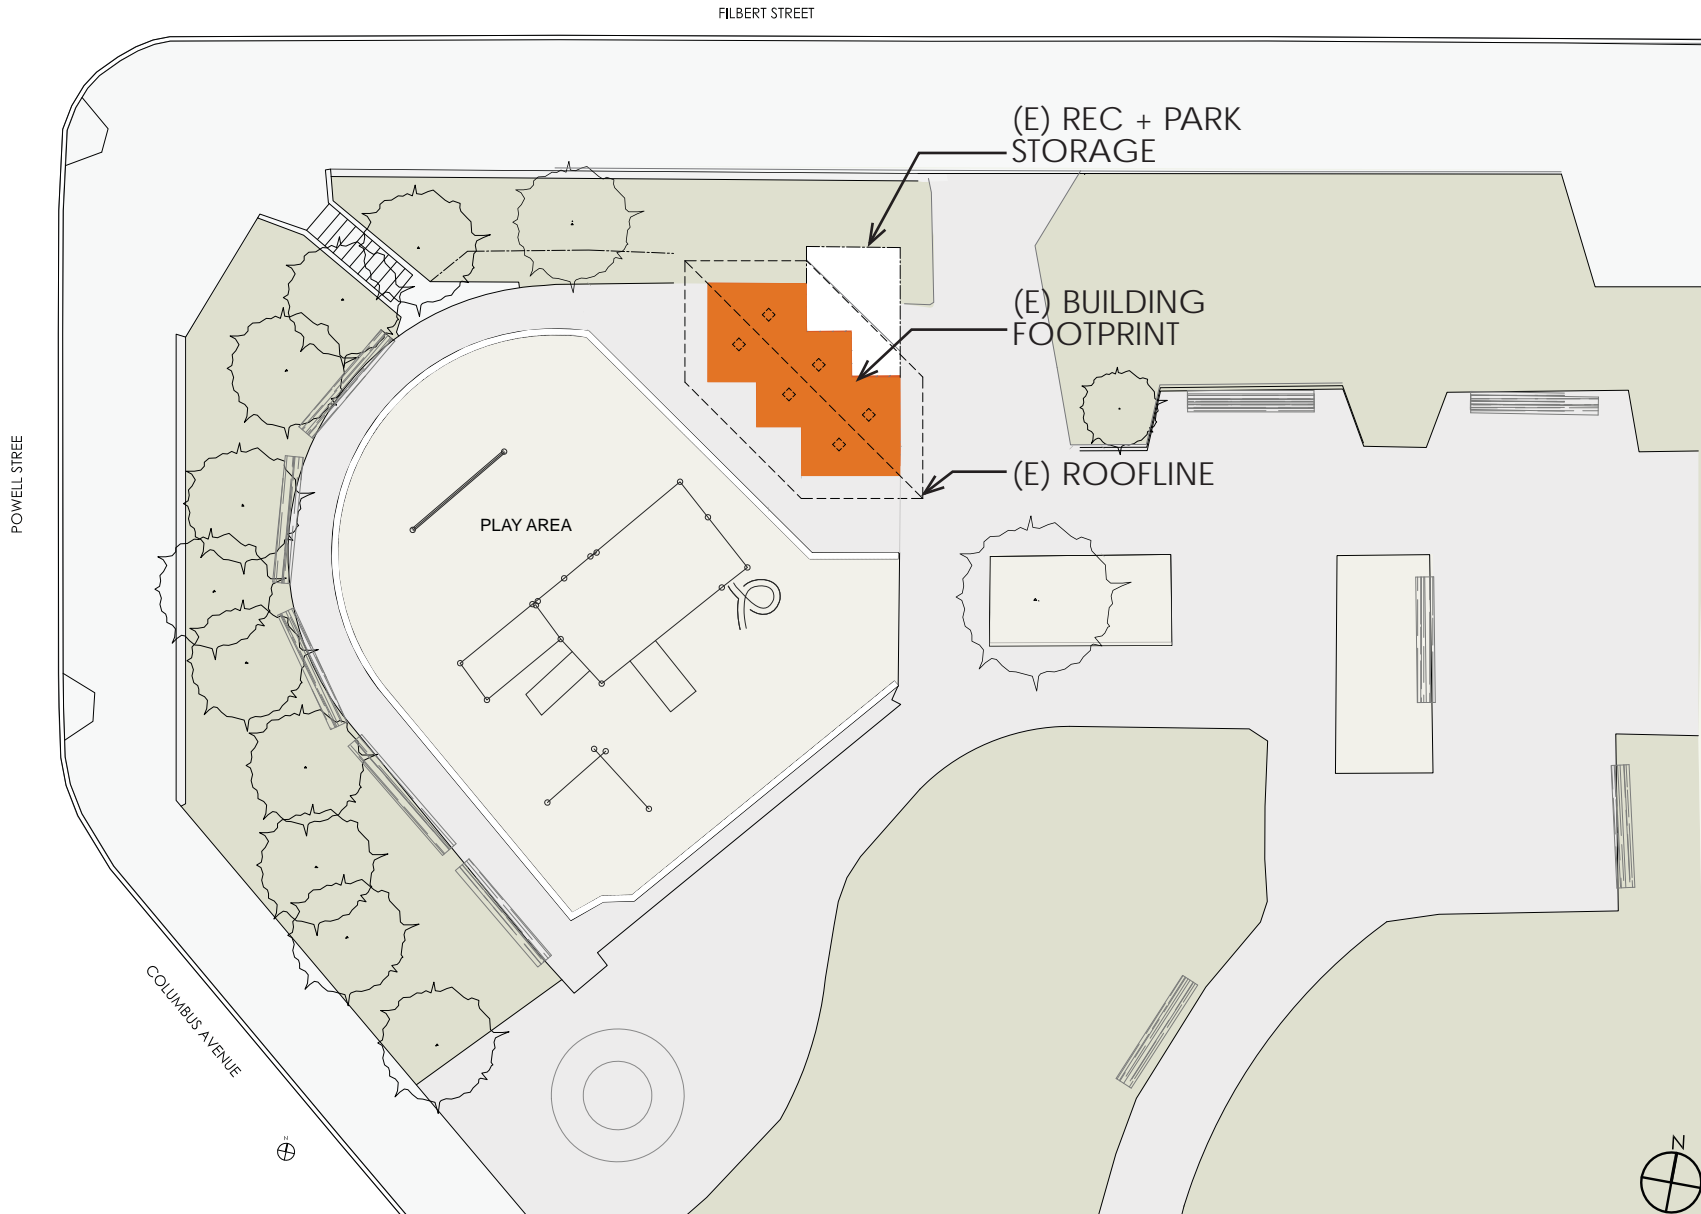 FILBERT STREET
(E) REC + PARK
STORAGE
(E) BUILDING
FOOTPRINT
(E) ROOFLINE
PLAY AREA
POWELL STREE
COLUMBUS AVENUE
N
N